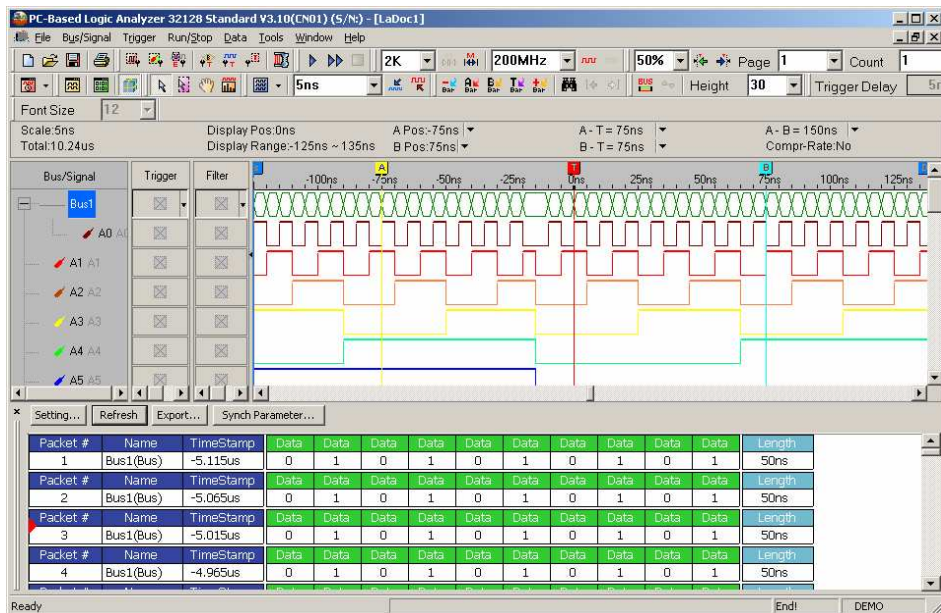 PC-Based Logic Analyzer 32128 Standard V3.10(CN01) (S/N:) - [LaDoc1]
File Bus/Signal Trigger Run/Stop Data Tools Window Help
2K 200MHz 50% Page 1 Count 1
5ns Bar Bar Bar Bar Bar BUS Height 30 Trigger Delay
Font Size 12
Scale:5ns Display Pos:0ns A Pos:-75ns A - T = 75ns A - B = 150ns
Total:10.24us Display Range:-125ns ~ 135ns B Pos:75ns B - T = 75ns Compr-Rate:No
Bus/Signal Trigger Filter A T B
-100ns -75ns -50ns -25ns 0ns 25ns 50ns 75ns 100ns 125ns
Bus1
A0 A0
A1 A1
A2 A2
A3 A3
A4 A4
A5 A5
Setting... Refresh Export... Synch Parameter...
Packet # Name TimeStamp Data Data Data Data Data Data Data Data Data Data Length
1 Bus1(Bus) -5.115us 0 1 0 1 0 1 0 1 0 1 50ns
Packet # Name TimeStamp Data Data Data Data Data Data Data Data Data Data Length
2 Bus1(Bus) -5.065us 0 1 0 1 0 1 0 1 0 1 50ns
Packet # Name TimeStamp Data Data Data Data Data Data Data Data Data Data Length
3 Bus1(Bus) -5.015us 0 1 0 1 0 1 0 1 0 1 50ns
Packet # Name TimeStamp Data Data Data Data Data Data Data Data Data Data Length
4 Bus1(Bus) -4.965us 0 1 0 1 0 1 0 1 0 1 50ns
Ready End! DEMO